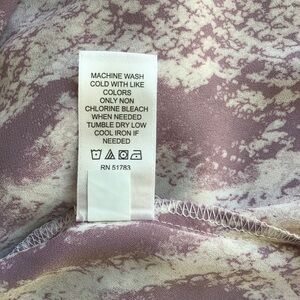 MACHINE WASH
COLD WITH LIKE
COLORS
ONLY NON
CHLORINE BLEACH
WHEN NEEDED
TUMBLE DRY LOW
COOL IRON IF
NEEDED
RN 51783